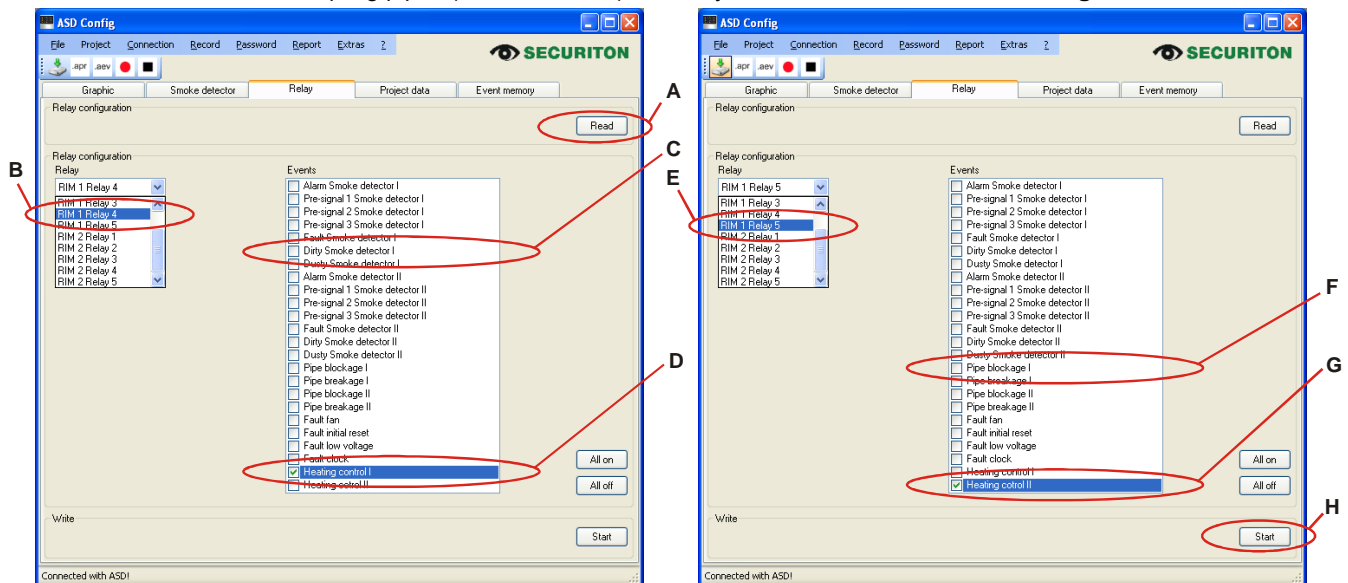 ASD Config
File Project Connection Record Password Report Extras ?
SECURITON
.apr .aev
Graphic Smoke detector Relay Project data Event memory
Relay configuration
Read
A
Relay configuration
Relay
Events
B
C
RIM 1 Relay 4
RIM 1 Relay 3
RIM 1 Relay 4
RIM 1 Relay 5
RIM 2 Relay 1
RIM 2 Relay 2
RIM 2 Relay 3
RIM 2 Relay 4
RIM 2 Relay 5
Alarm Smoke detector I
Pre-signal 1 Smoke detector I
Pre-signal 2 Smoke detector I
Pre-signal 3 Smoke detector I
Fault Smoke detector I
Dirty Smoke detector I
Dusty Smoke detector I
Alarm Smoke detector II
Pre-signal 1 Smoke detector II
Pre-signal 2 Smoke detector II
Pre-signal 3 Smoke detector II
Fault Smoke detector II
Dirty Smoke detector II
Dusty Smoke detector II
Pipe blockage I
Pipe breakage I
Pipe blockage II
Pipe breakage II
Fault fan
Fault initial reset
Fault low voltage
Fault clock
Heating control I
Heating cotrol II
D
All on
All off
Write
Start
Connected with ASD!
ASD Config
File Project Connection Record Password Report Extras ?
SECURITON
.apr .aev
Graphic Smoke detector Relay Project data Event memory
Relay configuration
Read
Relay configuration
Relay
Events
E
RIM 1 Relay 5
RIM 1 Relay 3
RIM 1 Relay 4
RIM 1 Relay 5
RIM 2 Relay 1
RIM 2 Relay 2
RIM 2 Relay 3
RIM 2 Relay 4
RIM 2 Relay 5
Alarm Smoke detector I
Pre-signal 1 Smoke detector I
Pre-signal 2 Smoke detector I
Pre-signal 3 Smoke detector I
Fault Smoke detector I
Dirty Smoke detector I
Dusty Smoke detector I
Alarm Smoke detector II
Pre-signal 1 Smoke detector II
Pre-signal 2 Smoke detector II
Pre-signal 3 Smoke detector II
Fault Smoke detector II
Dirty Smoke detector II
Dusty Smoke detector II
Pipe blockage I
Pipe breakage I
Pipe blockage II
Pipe breakage II
Fault fan
Fault initial reset
Fault low voltage
Fault clock
Heating control I
Heating cotrol II
F
G
All on
All off
Write
H
Start
Connected with ASD!